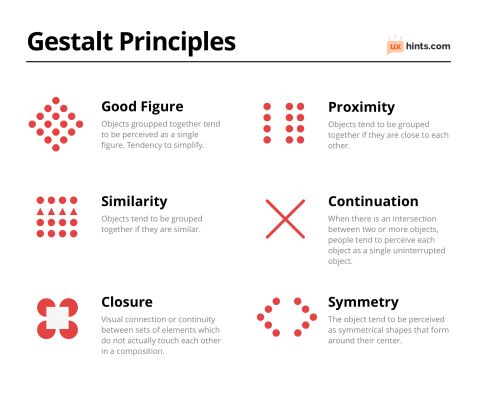 Gestalt Principles
ux hints.com
Good Figure
Objects groupped together tend
to be perceived as a single
figure. Tendency to simplify.
Proximity
Objects tend to be grouped
together if they are close to each
other.
Similarity
Objects tend to be grouped
together if they are similar.
Continuation
When there is an intersection
between two or more objects,
people tend to perceive each
object as a single uninterrupted
object.
Closure
Visual connection or continuity
between sets of elements which
do not actually touch each other
in a composition.
Symmetry
The object tend to be perceived
as symmetrical shapes that form
around their center.